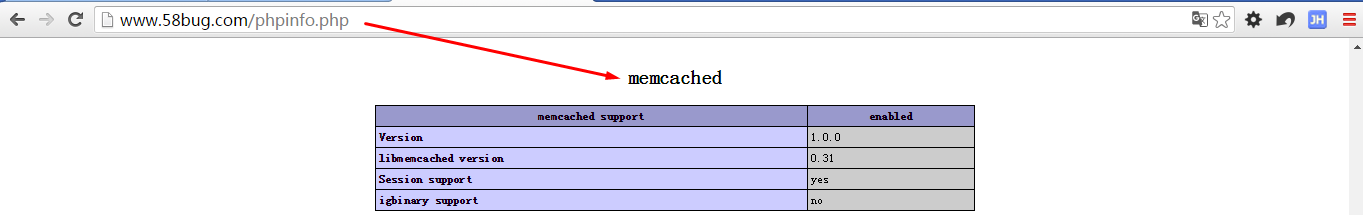 www.58bug.com/phpinfo.php
JH
memcached
memcached support enabled
Version 1.0.0
libmemcached version 0.31
Session support yes
igbinary support no